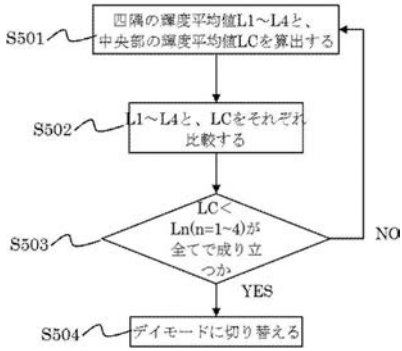 S501
四隅の輝度平均値L1～L4と、
中央部の輝度平均値LCを算出する
S502
L1～L4と、LCをそれぞれ
比較する
S503
LC<
Ln(n=1~4)が
全てで成り立
つか
NO
YES
S504
デイモードに切り替える